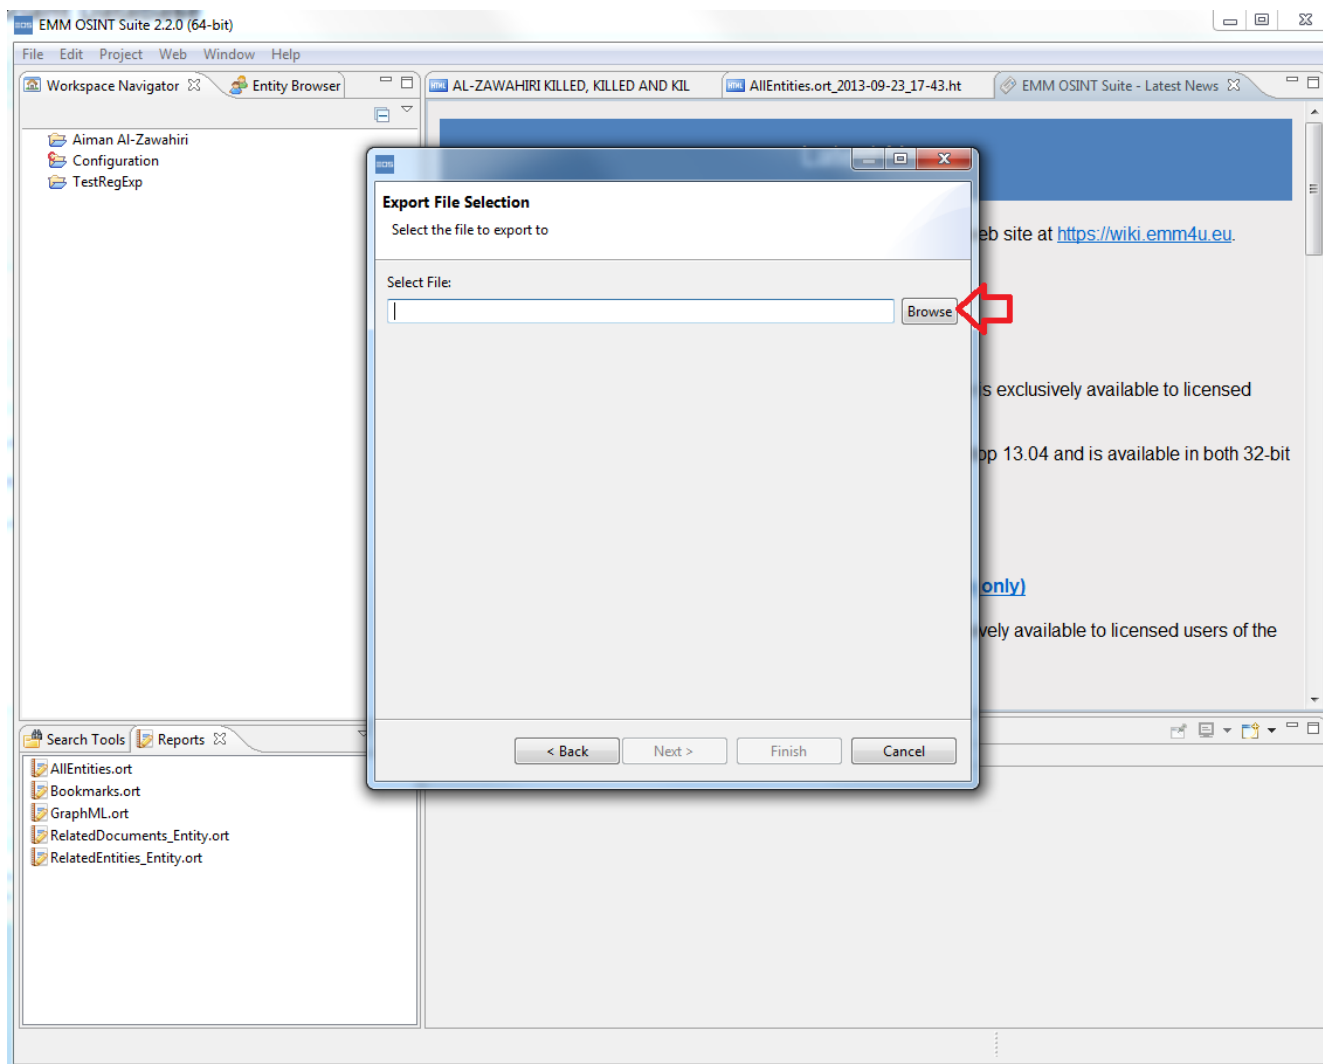 EMM OSINT Suite 2.2.0 (64-bit)
File Edit Project Web Window Help
Workspace Navigator
Entity Browser
AL-ZAWAHIRI KILLED, KILLED AND KIL
AllEntities.ort_2013-09-23_17-43.ht
EMM OSINT Suite - Latest News
Aiman Al-Zawahiri
Configuration
TestRegExp
Export File Selection
Select the file to export to
Select File:
Browse
< Back
Next >
Finish
Cancel
eb site at https://wiki.emm4u.eu.
s exclusively available to licensed
op 13.04 and is available in both 32-bit
only)
vely available to licensed users of the
Search Tools
Reports
AllEntities.ort
Bookmarks.ort
GraphML.ort
RelatedDocuments_Entity.ort
RelatedEntities_Entity.ort